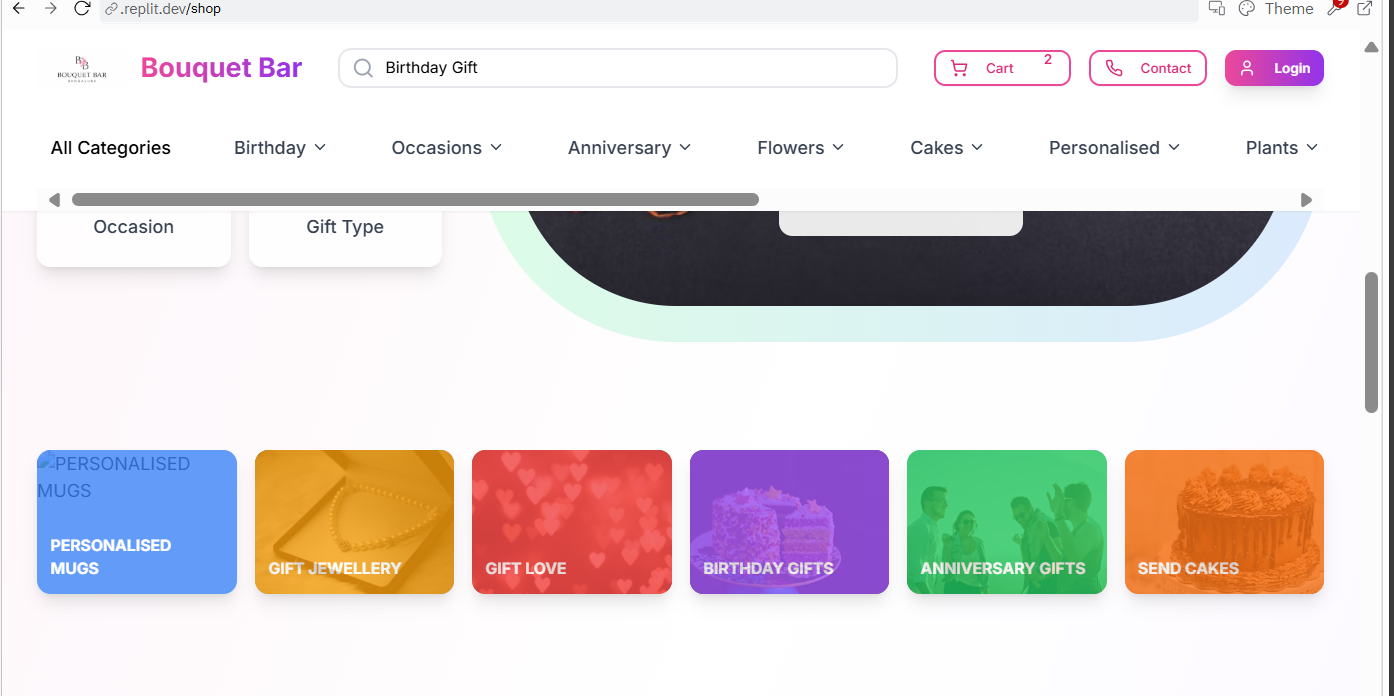 .replit.dev/shop
Theme
9
BOUQUET BAR
Bouquet Bar
Birthday Gift
Cart
2
Contact
Login
All Categories
Birthday
Occasions
Anniversary
Flowers
Cakes
Personalised
Plants
Occasion
Gift Type
PERSONALISED
MUGS
PERSONALISED
MUGS
GIFT JEWELLERY
GIFT LOVE
BIRTHDAY GIFTS
ANNIVERSARY GIFTS
SEND CAKES